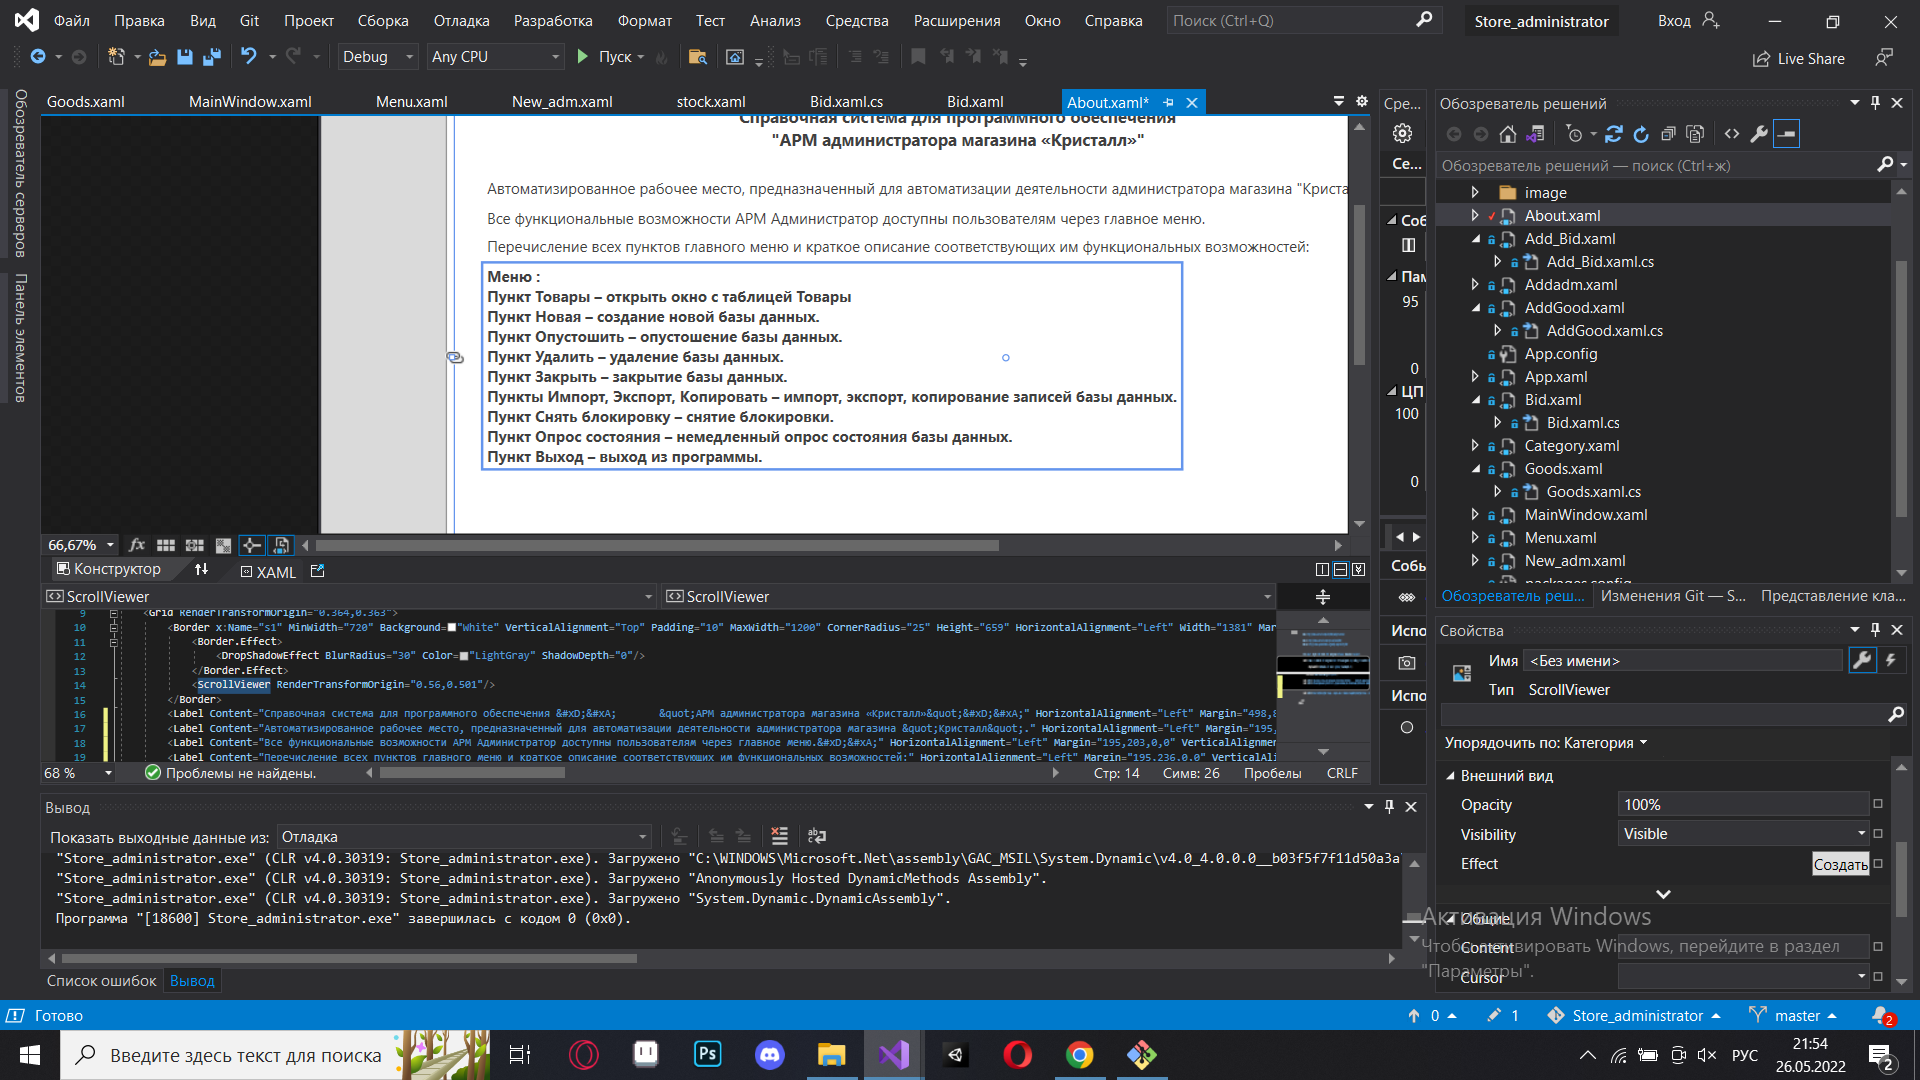 Файл Правка Вид Git Проект Сборка Отладка Разработка Формат Тест Анализ Средства Расширения Окно Справка Поиск (Ctrl+Q) Store_administrator Вход
Debug Any CPU Пуск Live Share
Обозреватель серверов
Панель элементов
Goods.xaml MainWindow.xaml Menu.xaml New_adm.xaml stock.xaml Bid.xaml.cs Bid.xaml About.xaml*
Справочная система для программного обеспечения
"АРМ администратора магазина «Кристалл»"
Автоматизированное рабочее место, предназначенный для автоматизации деятельности администратора магазина "Криста
Все функциональные возможности АРМ Администратор доступны пользователям через главное меню.
Перечисление всех пунктов главного меню и краткое описание соответствующих им функциональных возможностей:
Меню :
Пункт Товары – открыть окно с таблицей Товары
Пункт Новая – создание новой базы данных.
Пункт Опустошить – опустошение базы данных.
Пункт Удалить – удаление базы данных.
Пункт Закрыть – закрытие базы данных.
Пункты Импорт, Экспорт, Копировать – импорт, экспорт, копирование записей базы данных.
Пункт Снять блокировку – снятие блокировки.
Пункт Опрос состояния – немедленный опрос состояния базы данных.
Пункт Выход – выход из программы.
66,67% fx
Конструктор XAML
ScrollViewer ScrollViewer
9 <Grid RenderTransformOrigin="0.364,0.363">
10 <Border x:Name="s1" MinWidth="720" Background="White" VerticalAlignment="Top" Padding="10" MaxWidth="1200" CornerRadius="25" Height="659" HorizontalAlignment="Left" Width="1381" Mar
11 <Border.Effect>
12 <DropShadowEffect BlurRadius="30" Color="LightGray" ShadowDepth="0"/>
13 </Border.Effect>
14 <ScrollViewer RenderTransformOrigin="0.56,0.501"/>
15 </Border>
16 <Label Content="Справочная система для программного обеспечения &#xD;&#xA; &quot;АРМ администратора магазина «Кристалл»&quot;&#xD;&#xA;" HorizontalAlignment="Left" Margin="498,8
17 <Label Content="Автоматизированное рабочее место, предназначенный для автоматизации деятельности администратора магазина &quot;Кристалл&quot;." HorizontalAlignment="Left" Margin="195,
18 <Label Content="Все функциональные возможности АРМ Администратор доступны пользователям через главное меню.&#xD;&#xA;" HorizontalAlignment="Left" Margin="195,203,0,0" VerticalAlignmen
19 <Label Content="Перечисление всех пунктов главного меню и краткое описание соответствующих им функциональных возможностей:" HorizontalAlignment="Left" Margin="195,236,0,0" VerticalAl
68 % Проблемы не найдены. Стр: 14 Симв: 26 Пробелы CRLF
Вывод
Показать выходные данные из: Отладка
"Store_administrator.exe" (CLR v4.0.30319: Store_administrator.exe). Загружено "C:\WINDOWS\Microsoft.Net\assembly\GAC_MSIL\System.Dynamic\v4.0_4.0.0.0__b03f5f7f11d50a3a\
"Store_administrator.exe" (CLR v4.0.30319: Store_administrator.exe). Загружено "Anonymously Hosted DynamicMethods Assembly".
"Store_administrator.exe" (CLR v4.0.30319: Store_administrator.exe). Загружено "System.Dynamic.DynamicAssembly".
Программа "[18600] Store_administrator.exe" завершилась с кодом 0 (0x0).
Список ошибок Вывод
Сре...
Се...
Соб
Пам
95
0
ЦП
100
0
Собы
Испо
Испо
Обозреватель решений
Обозреватель решений — поиск (Ctrl+ж)
image
About.xaml
Add_Bid.xaml
Add_Bid.xaml.cs
Addadm.xaml
AddGood.xaml
AddGood.xaml.cs
App.config
App.xaml
Bid.xaml
Bid.xaml.cs
Category.xaml
Goods.xaml
Goods.xaml.cs
MainWindow.xaml
Menu.xaml
New_adm.xaml
packages.config
Обозреватель реш... Изменения Git — S... Представление кла...
Свойства
Имя <Без имени>
Тип ScrollViewer
Упорядочить по: Категория
Внешний вид
Opacity 100%
Visibility Visible
Effect Создать
Общие
Content
Cursor
Активация Windows
Чтобы активировать Windows, перейдите в раздел
"Параметры".
Готово 0 1 Store_administrator master 2
Введите здесь текст для поиска Ps РУС 21:54
26.05.2022 2